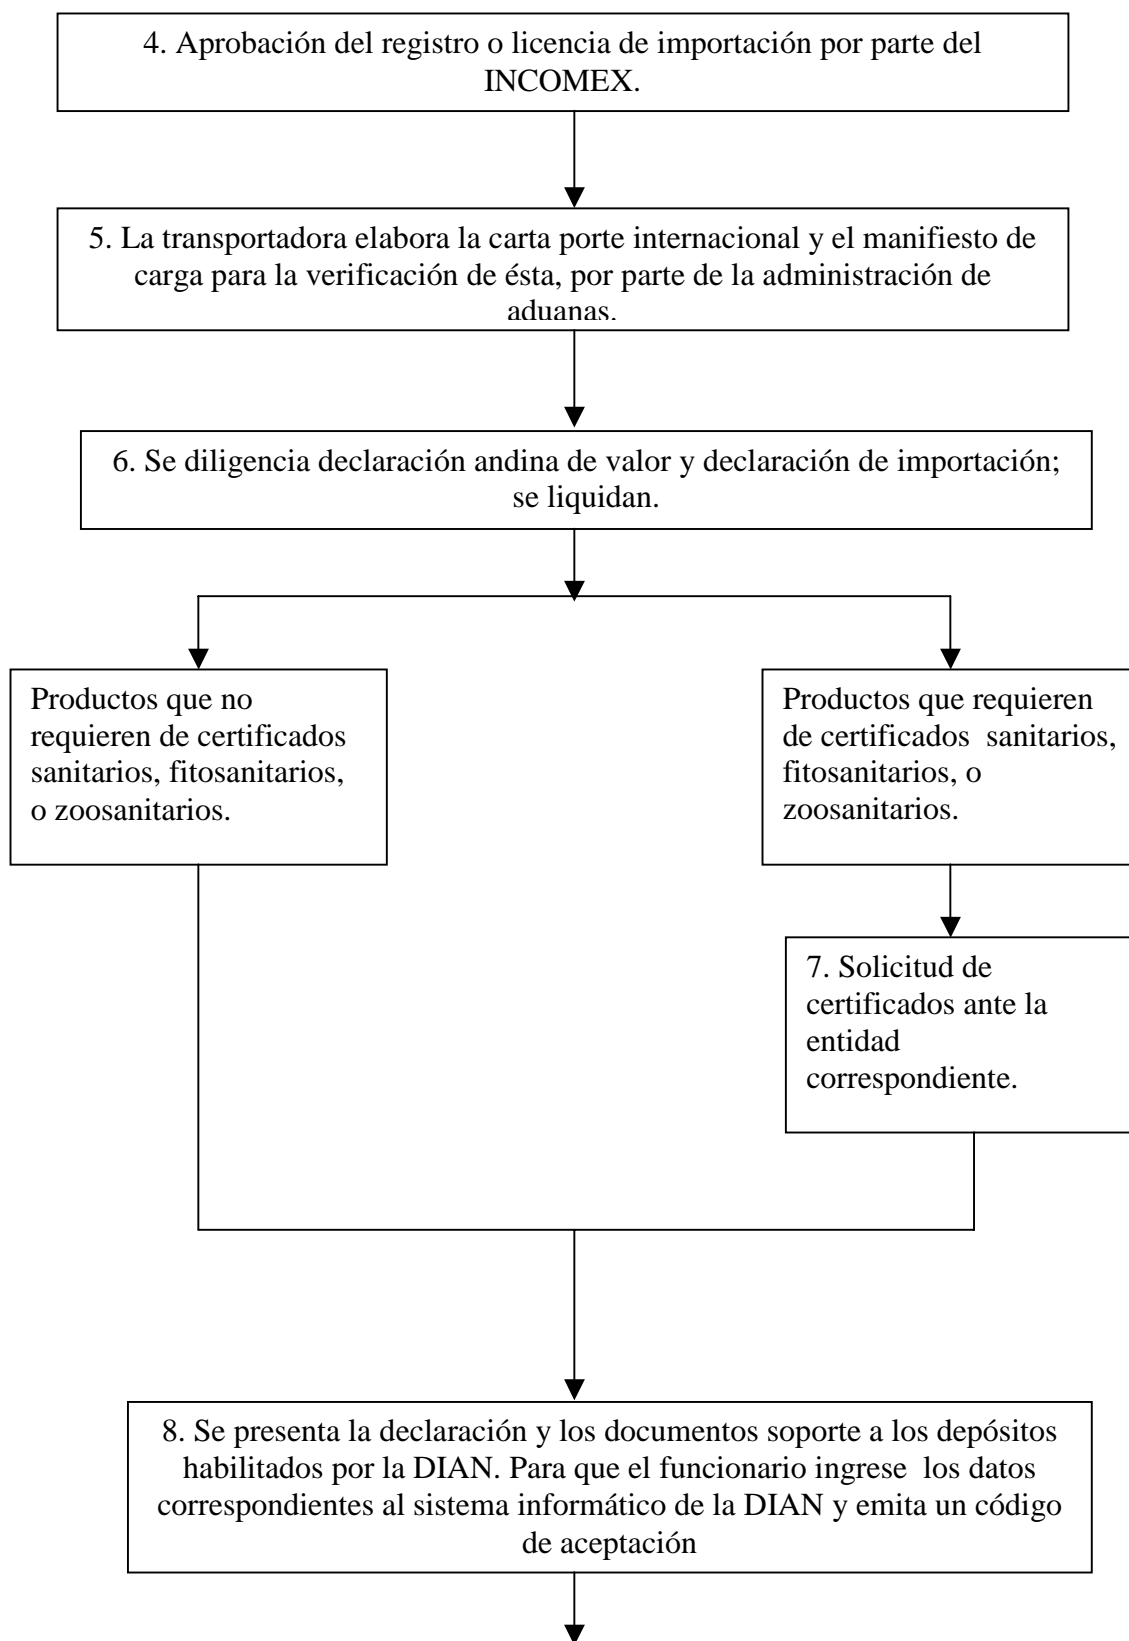 4. Aprobación del registro o licencia de importación por parte del
INCOMEX.
5. La transportadora elabora la carta porte internacional y el manifiesto de
carga para la verificación de ésta, por parte de la administración de
aduanas.
6. Se diligencia declaración andina de valor y declaración de importación;
se liquidan.
Productos que no
requieren de certificados
sanitarios, fitosanitarios,
o zoosanitarios.
Productos que requieren
de certificados  sanitarios,
fitosanitarios, o
zoosanitarios.
7. Solicitud de
certificados ante la
entidad
correspondiente.
8. Se presenta la declaración y los documentos soporte a los depósitos
habilitados por la DIAN. Para que el funcionario ingrese  los datos
correspondientes al sistema informático de la DIAN y emita un código
de aceptación